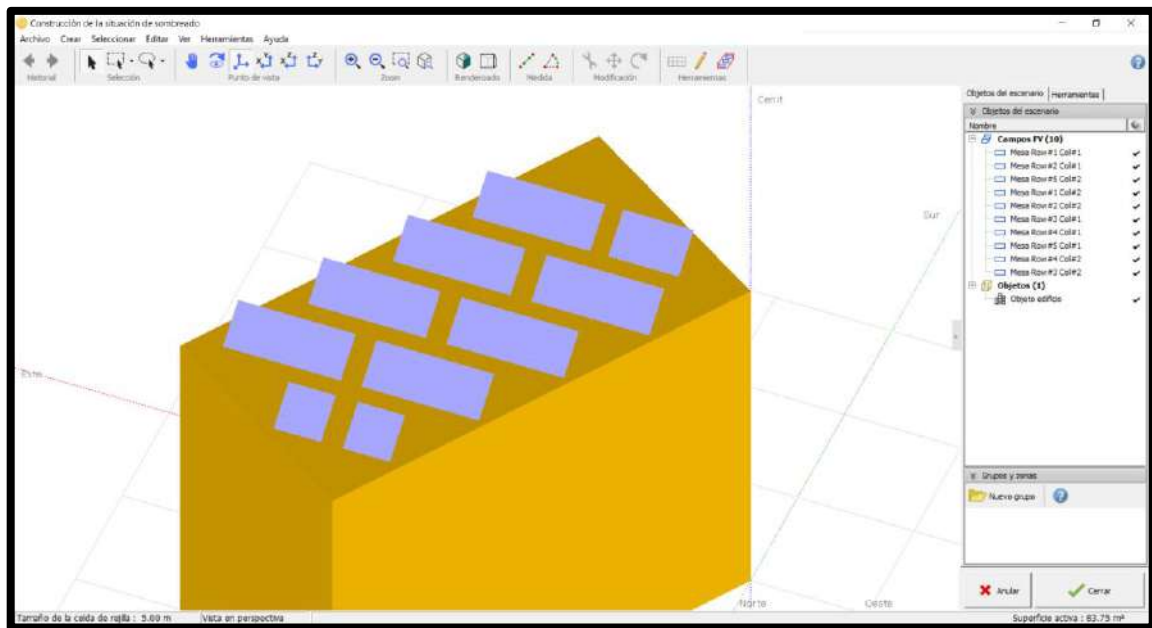 Construcción de la situación de sombreado
Archivo Crear Seleccionar Editar Ver Herramientas Ayuda
Historial Selección Punto de vista Zoom Renderizado Medida Modificación Herramientas
Objetos del escenario Herramientas
Objetos del escenario
Nombre
Campos FV (10)
Mesa Row #1 Col#1
Mesa Row #2 Col#1
Mesa Row #5 Col#2
Mesa Row #1 Col#2
Mesa Row #2 Col#2
Mesa Row #3 Col#1
Mesa Row #4 Col#1
Mesa Row #5 Col#1
Mesa Row #4 Col#2
Mesa Row #3 Col#2
Objetos (1)
Objeto edificio
Cenit
Sur
Este
Norte
Oeste
Grupos y zonas
Nuevo grupo
Anular Cerrar
Tamaño de la celda de rejilla : 5.00 m Vista en perspectiva Superficie activa : 83.75 m²